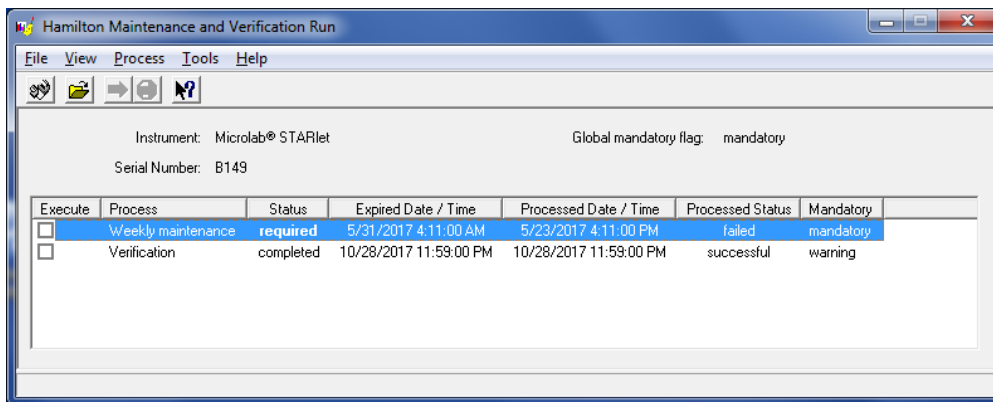 Hamilton Maintenance and Verification Run
File View Process Tools Help
Instrument: Microlab® STARlet Global mandatory flag: mandatory
Serial Number: B149
Execute Process Status Expired Date / Time Processed Date / Time Processed Status Mandatory
Weekly maintenance required 5/31/2017 4:11:00 AM 5/23/2017 4:11:00 PM failed mandatory
Verification completed 10/28/2017 11:59:00 PM 10/28/2017 11:59:00 PM successful warning